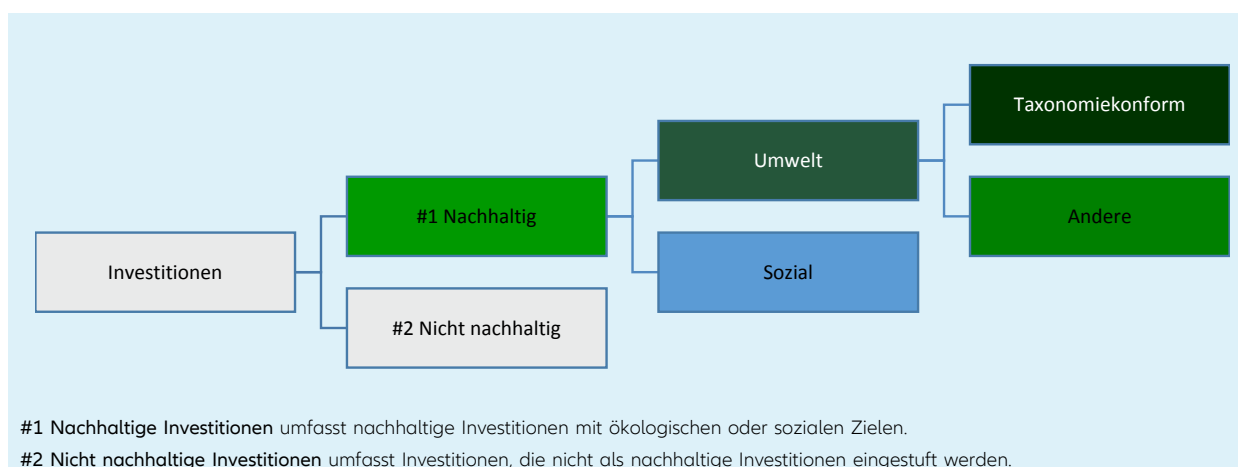 Taxonomiekonform
Umwelt
#1 Nachhaltig
Andere
Investitionen
Sozial
#2 Nicht nachhaltig
#1 Nachhaltige Investitionen umfasst nachhaltige Investitionen mit ökologischen oder sozialen Zielen.
#2 Nicht nachhaltige Investitionen umfasst Investitionen, die nicht als nachhaltige Investitionen eingestuft werden.